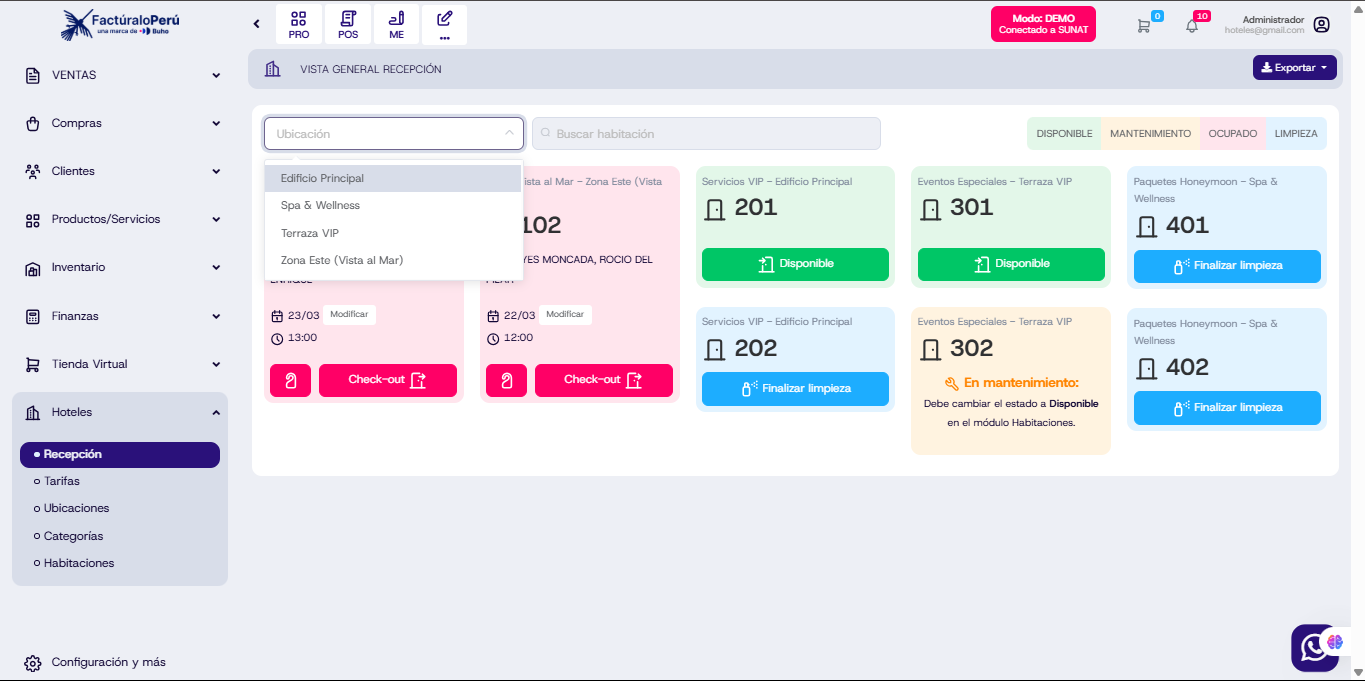 FactúraloPerú
una marca de Buho
PRO
POS
ME
...
Modo: DEMO
Conectado a SUNAT
0
10
Administrador
hoteles@gmail.com
VENTAS
Compras
Clientes
Productos/Servicios
Inventario
Finanzas
Tienda Virtual
Hoteles
Recepción
Tarifas
Ubicaciones
Categorías
Habitaciones
Configuración y más
VISTA GENERAL RECEPCIÓN
Exportar
Ubicación
Buscar habitación
DISPONIBLE
MANTENIMIENTO
OCUPADO
LIMPIEZA
Edificio Principal
Spa & Wellness
Terraza VIP
Zona Este (Vista al Mar)
23/03 Modificar
13:00
Check-out
ista al Mar - Zona Este (Vista
102
YES MONCADA, ROCIO DEL
22/03 Modificar
12:00
Check-out
Servicios VIP - Edificio Principal
201
Disponible
Servicios VIP - Edificio Principal
202
Finalizar limpieza
Eventos Especiales - Terraza VIP
301
Disponible
Eventos Especiales - Terraza VIP
302
En mantenimiento:
Debe cambiar el estado a Disponible
en el módulo Habitaciones.
Paquetes Honeymoon - Spa &
Wellness
401
Finalizar limpieza
Paquetes Honeymoon - Spa &
Wellness
402
Finalizar limpieza